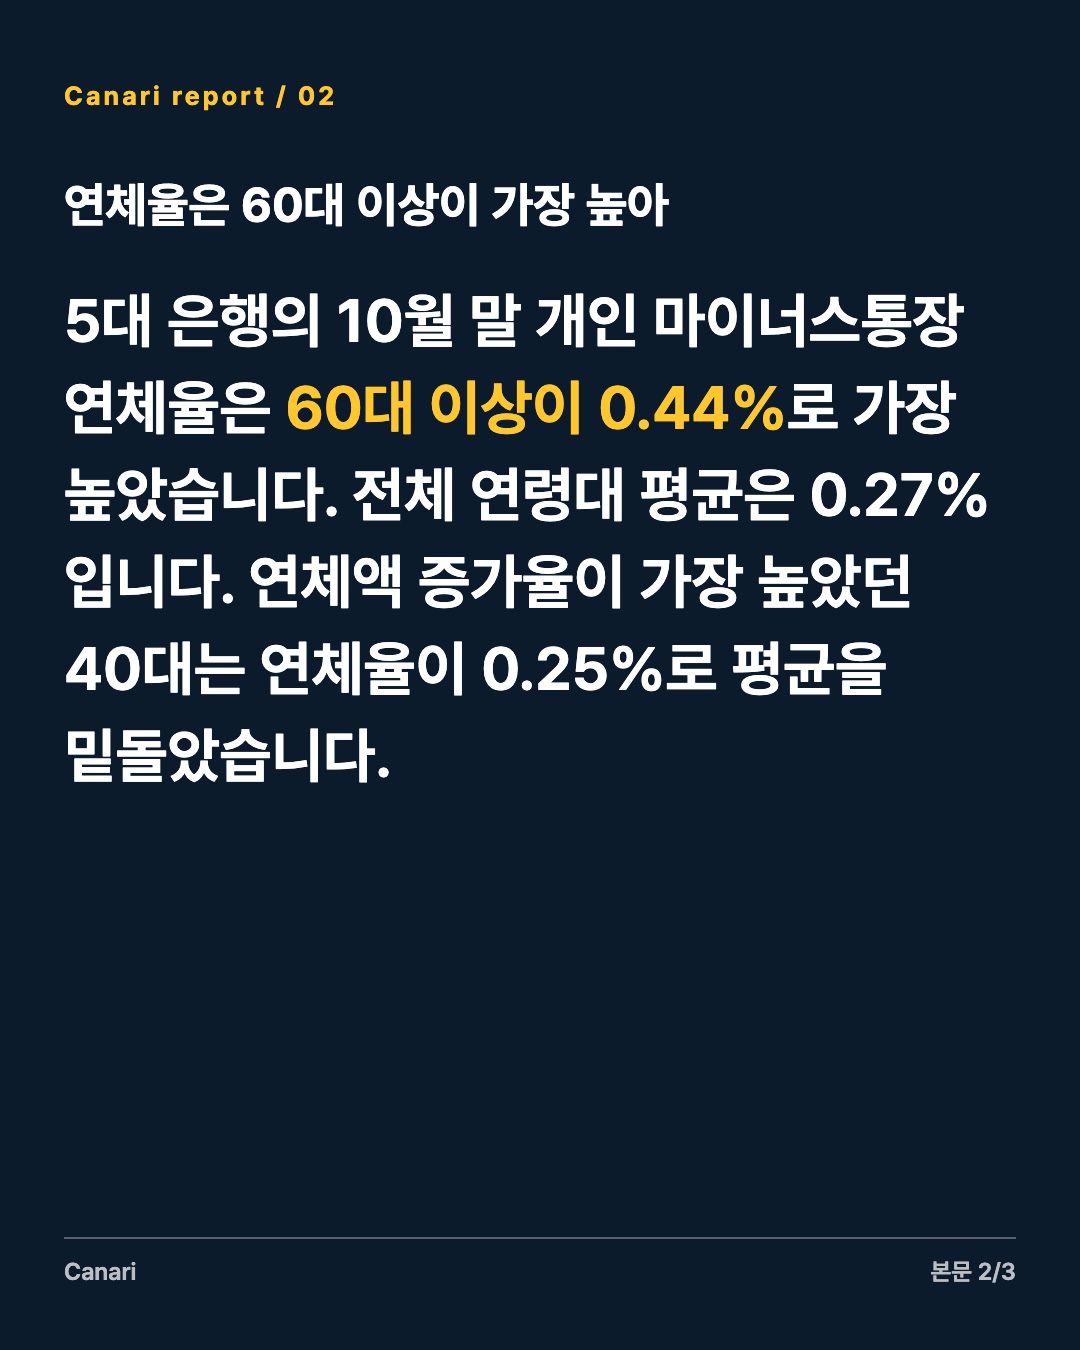 Canari report / 02
연체율은 60대 이상이 가장 높아
5대 은행의 10월 말 개인 마이너스통장
연체율은 60대 이상이 0.44%로 가장
높았습니다. 전체 연령대 평균은 0.27%
입니다. 연체액 증가율이 가장 높았던
40대는 연체율이 0.25%로 평균을
밑돌았습니다.
Canari
본문 2/3